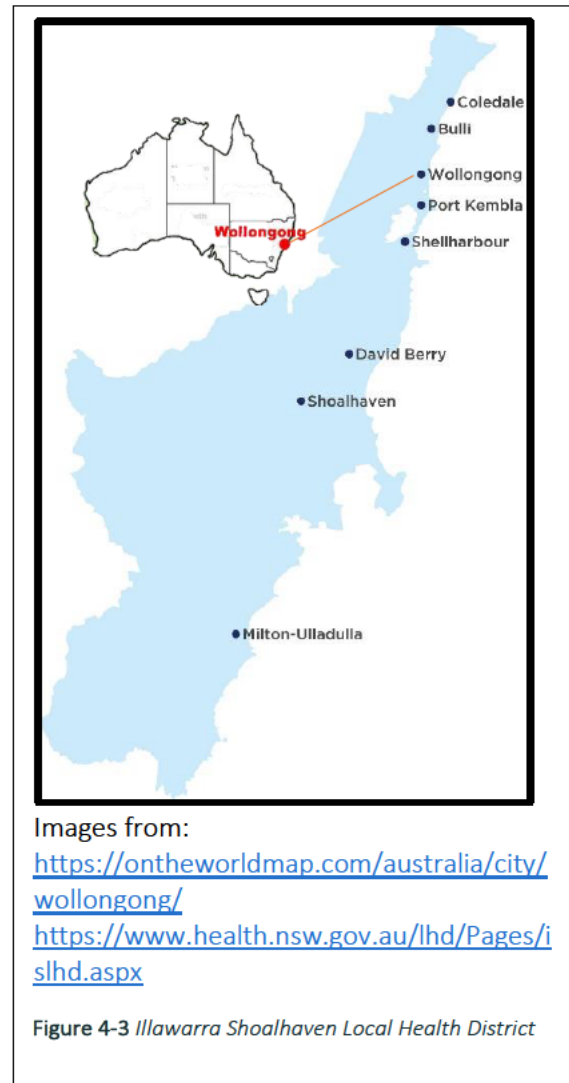 Coledale
Bulli
Wollongong
Wollongong
Port Kembla
Shellharbour
David Berry
Shoalhaven
Milton-Ulladulla
Images from:
https://ontheworldmap.com/australia/city/
wollongong/
https://www.health.nsw.gov.au/lhd/Pages/i
slhd.aspx
Figure 4-3 Illawarra Shoalhaven Local Health District